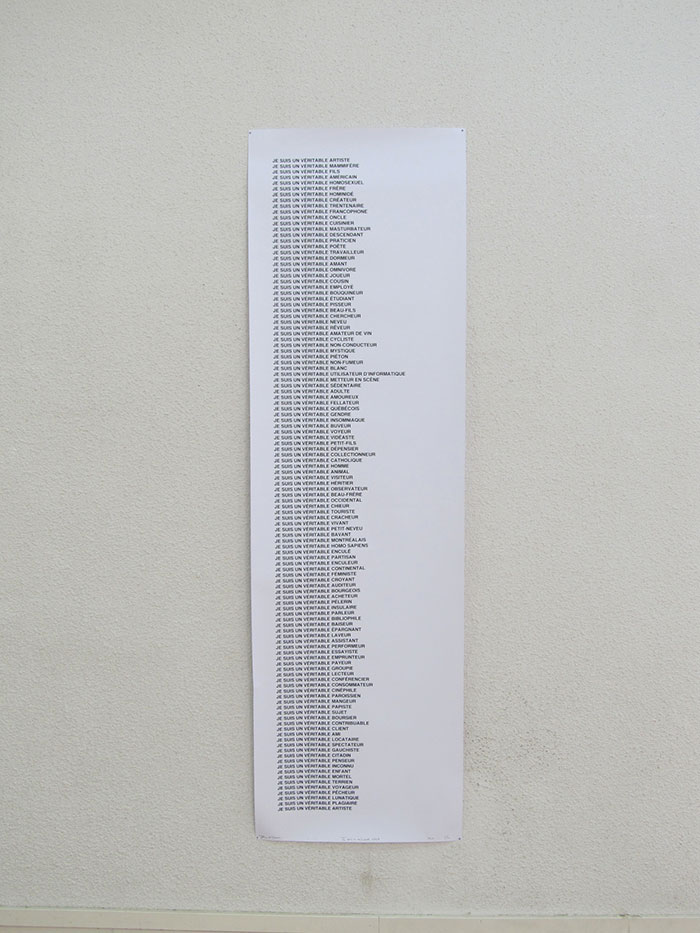 JE SUIS UN VÉRITABLE ARTISTE
JE SUIS UN VÉRITABLE MAMMIFÈRE
JE SUIS UN VÉRITABLE FILS
JE SUIS UN VÉRITABLE AMÉRICAIN
JE SUIS UN VÉRITABLE HOMOSEXUEL
JE SUIS UN VÉRITABLE FRÈRE
JE SUIS UN VÉRITABLE HOMINIDÉ
JE SUIS UN VÉRITABLE CRÉATEUR
JE SUIS UN VÉRITABLE TRENTENAIRE
JE SUIS UN VÉRITABLE FRANCOPHONE
JE SUIS UN VÉRITABLE ONCLE
JE SUIS UN VÉRITABLE CUISINIER
JE SUIS UN VÉRITABLE MASTURBATEUR
JE SUIS UN VÉRITABLE DESCENDANT
JE SUIS UN VÉRITABLE PRATICIEN
JE SUIS UN VÉRITABLE POÈTE
JE SUIS UN VÉRITABLE TRAVAILLEUR
JE SUIS UN VÉRITABLE DORMEUR
JE SUIS UN VÉRITABLE AMANT
JE SUIS UN VÉRITABLE OMNIVORE
JE SUIS UN VÉRITABLE JOUEUR
JE SUIS UN VÉRITABLE COUSIN
JE SUIS UN VÉRITABLE EMPLOYÉ
JE SUIS UN VÉRITABLE BOUQUINEUR
JE SUIS UN VÉRITABLE ÉTUDIANT
JE SUIS UN VÉRITABLE PISSEUR
JE SUIS UN VÉRITABLE BEAU-FILS
JE SUIS UN VÉRITABLE CHERCHEUR
JE SUIS UN VÉRITABLE NEVEU
JE SUIS UN VÉRITABLE RÊVEUR
JE SUIS UN VÉRITABLE AMATEUR DE VIN
JE SUIS UN VÉRITABLE CYCLISTE
JE SUIS UN VÉRITABLE NON-CONDUCTEUR
JE SUIS UN VÉRITABLE MYSTIQUE
JE SUIS UN VÉRITABLE PIÉTON
JE SUIS UN VÉRITABLE NON-FUMEUR
JE SUIS UN VÉRITABLE BLANC
JE SUIS UN VÉRITABLE UTILISATEUR D'INFORMATIQUE
JE SUIS UN VÉRITABLE METTEUR EN SCÈNE
JE SUIS UN VÉRITABLE SÉDENTAIRE
JE SUIS UN VÉRITABLE ADULTE
JE SUIS UN VÉRITABLE AMOUREUX
JE SUIS UN VÉRITABLE FELLATEUR
JE SUIS UN VÉRITABLE QUÉBÉCOIS
JE SUIS UN VÉRITABLE GENDRE
JE SUIS UN VÉRITABLE INSOMNIAQUE
JE SUIS UN VÉRITABLE BUVEUR
JE SUIS UN VÉRITABLE VOYEUR
JE SUIS UN VÉRITABLE VIDÉASTE
JE SUIS UN VÉRITABLE PETIT-FILS
JE SUIS UN VÉRITABLE DÉPENSIER
JE SUIS UN VÉRITABLE COLLECTIONNEUR
JE SUIS UN VÉRITABLE CATHOLIQUE
JE SUIS UN VÉRITABLE HOMME
JE SUIS UN VÉRITABLE ANIMAL
JE SUIS UN VÉRITABLE VISITEUR
JE SUIS UN VÉRITABLE HÉRITIER
JE SUIS UN VÉRITABLE OBSERVATEUR
JE SUIS UN VÉRITABLE BEAU-FRÈRE
JE SUIS UN VÉRITABLE OCCIDENTAL
JE SUIS UN VÉRITABLE CHIEUR
JE SUIS UN VÉRITABLE TOURISTE
JE SUIS UN VÉRITABLE CRACHEUR
JE SUIS UN VÉRITABLE VIVANT
JE SUIS UN VÉRITABLE PETIT-NEVEU
JE SUIS UN VÉRITABLE BAVANT
JE SUIS UN VÉRITABLE MONTRÉALAIS
JE SUIS UN VÉRITABLE HOMO SAPIENS
JE SUIS UN VÉRITABLE ENCULÉ
JE SUIS UN VÉRITABLE PARTISAN
JE SUIS UN VÉRITABLE ENCULEUR
JE SUIS UN VÉRITABLE CONTINENTAL
JE SUIS UN VÉRITABLE FÉMINISTE
JE SUIS UN VÉRITABLE CROYANT
JE SUIS UN VÉRITABLE AUDITEUR
JE SUIS UN VÉRITABLE BOURGEOIS
JE SUIS UN VÉRITABLE ACHETEUR
JE SUIS UN VÉRITABLE PÈLERIN
JE SUIS UN VÉRITABLE INSULAIRE
JE SUIS UN VÉRITABLE PARLEUR
JE SUIS UN VÉRITABLE BIBLIOPHILE
JE SUIS UN VÉRITABLE BAISEUR
JE SUIS UN VÉRITABLE ÉPARGNANT
JE SUIS UN VÉRITABLE LAVEUR
JE SUIS UN VÉRITABLE ASSISTANT
JE SUIS UN VÉRITABLE PERFORMEUR
JE SUIS UN VÉRITABLE ESSAYISTE
JE SUIS UN VÉRITABLE EMPRUNTEUR
JE SUIS UN VÉRITABLE PAYEUR
JE SUIS UN VÉRITABLE GROUPIE
JE SUIS UN VÉRITABLE LECTEUR
JE SUIS UN VÉRITABLE CONFÉRENCIER
JE SUIS UN VÉRITABLE CONSOMMATEUR
JE SUIS UN VÉRITABLE CINÉPHILE
JE SUIS UN VÉRITABLE PAROISSIEN
JE SUIS UN VÉRITABLE MANGEUR
JE SUIS UN VÉRITABLE PAPISTE
JE SUIS UN VÉRITABLE SUJET
JE SUIS UN VÉRITABLE BOURSIER
JE SUIS UN VÉRITABLE CONTRIBUABLE
JE SUIS UN VÉRITABLE CLIENT
JE SUIS UN VÉRITABLE AMI
JE SUIS UN VÉRITABLE LOCATAIRE
JE SUIS UN VÉRITABLE SPECTATEUR
JE SUIS UN VÉRITABLE GAUCHISTE
JE SUIS UN VÉRITABLE CITADIN
JE SUIS UN VÉRITABLE PENSEUR
JE SUIS UN VÉRITABLE INCONNU
JE SUIS UN VÉRITABLE ENFANT
JE SUIS UN VÉRITABLE MORTEL
JE SUIS UN VÉRITABLE TERRIEN
JE SUIS UN VÉRITABLE VOYAGEUR
JE SUIS UN VÉRITABLE PÉCHEUR
JE SUIS UN VÉRITABLE LUNATIQUE
JE SUIS UN VÉRITABLE PLAGIAIRE
JE SUIS UN VÉRITABLE ARTISTE